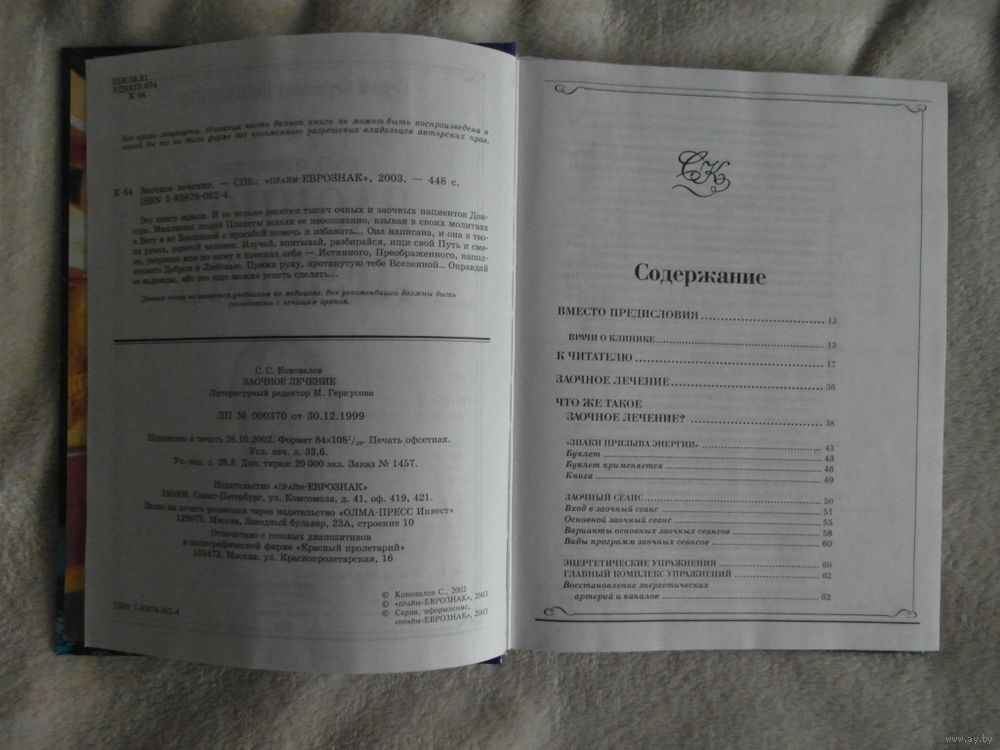 ББК 53.51
УДК 615.874
К 64
Все права защищены. Никакая часть данной книги не может быть воспроизведена в
какой бы то ни было форме без письменного разрешения владельцев авторских прав.
К 64 Заочное лечение. — СПб.: «ПРАЙМ-ЕВРОЗНАК», 2003. — 448 с.
ISBN 5-93878-062-4
Эту книгу ждали. И не только десятки тысяч очных и заочных пациентов Док-
тора. Миллионы людей Планеты ждали ее неосознанно, взывая в своих молитвах
к Богу и ко Вселенной с просьбой помочь и избавить... Она написана, и она в тво-
их руках, дорогой человек. Изучай, впитывай, разбирайся, ищи свой Путь и сме-
ло, уверенно иди по нему в поисках себя — Истинного, Преображенного, напол-
ненного Добром и Любовью. Прими руку, протянутую тебе Вселенной.. Оправдай
ее надежды, ибо это еще можно успеть сделать...
Данная книга не является учебником по медицине. Все рекомендации должны быть
согласованы с лечащим врачом.
С. С. Коновалов
ЗАОЧНОЕ ЛЕЧЕНИЕ
Литературный редактор М. Геркусова
ЛП № 000370 от 30.12.1999
Подписано в печать 28.10.2002. Формат 84×108 1/16. Печать офсетная.
Усл. печ. л. 33,6.
Уч.-изд. л. 28,8. Доп. тираж 20 000 экз. Заказ № 1457.
Издательство «ПРАЙМ-ЕВРОЗНАК»
195009, Санкт-Петербург, ул. Комсомола, д. 41, оф. 419, 421.
Заказ на печать размещен через издательство «ОЛМА-ПРЕСС Инвест»
129075, Москва, Звездный бульвар, 23А, строение 10
Отпечатано с готовых диапозитивов
в полиграфической фирме «Красный пролетарий»
103473, Москва, ул. Краснопролетарская, 16
© Коновалов С., 2002
© «ПРАЙМ-ЕВРОЗНАК», 2003
© Серия, оформление,
«ПРАЙМ-ЕВРОЗНАК», 2003
ISBN 5-93878-062-4
СК
Содержание
ВМЕСТО ПРЕДИСЛОВИЯ 13
ВРАЧИ О КЛИНИКЕ 13
К ЧИТАТЕЛЮ 17
ЗАОЧНОЕ ЛЕЧЕНИЕ 36
ЧТО ЖЕ ТАКОЕ
ЗАОЧНОЕ ЛЕЧЕНИЕ? 38
«ЗНАКИ ПРИЗЫВА ЭНЕРГИИ» 43
Буклет 43
Буклет применяется 46
Книга 49
ЗАОЧНЫЙ СЕАНС 50
Вход в заочный сеанс 51
Основной заочный сеанс 55
Варианты основных заочных сеансов 58
Виды программ заочных сеансов 60
ЭНЕРГЕТИЧЕСКИЕ УПРАЖНЕНИЯ 60
ГЛАВНЫЙ КОМПЛЕКС УПРАЖНЕНИЙ 62
Восстановление энергетических
артерий и каналов 62
www.ay.by